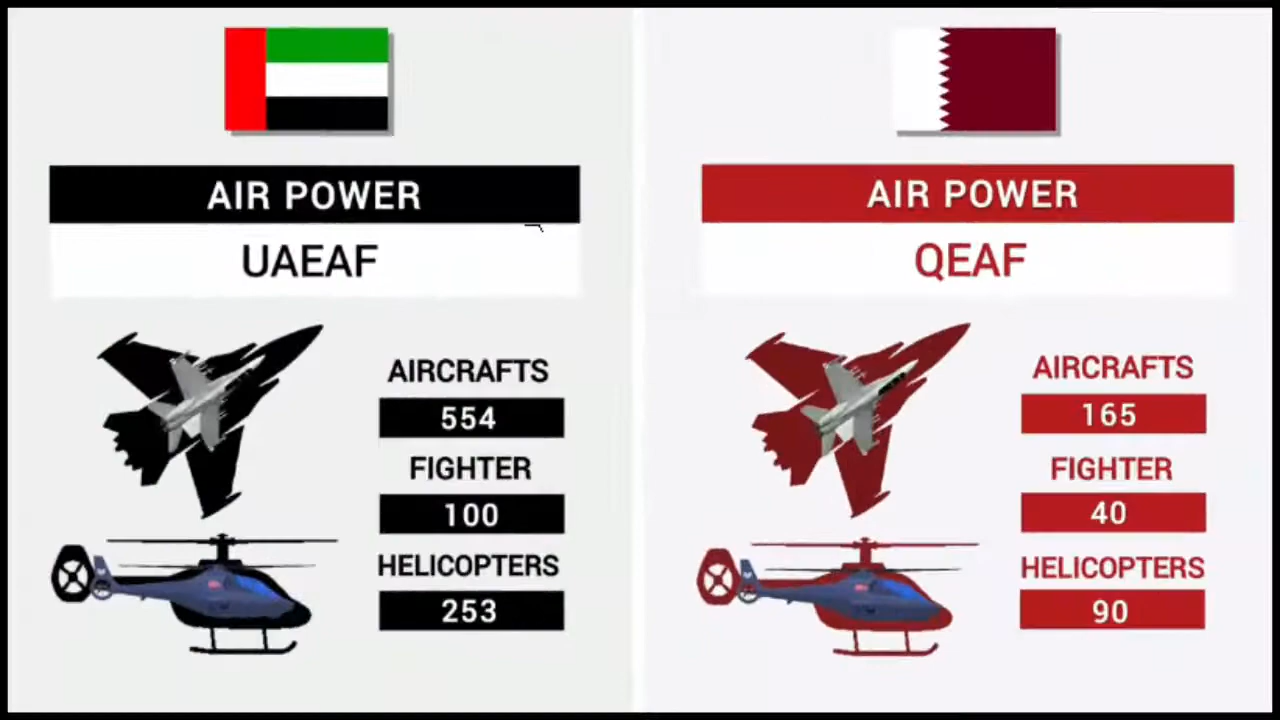 AIR POWER
UAEAF
AIRCRAFTS
554
FIGHTER
100
HELICOPTERS
253
AIR POWER
QEAF
AIRCRAFTS
165
FIGHTER
40
HELICOPTERS
90